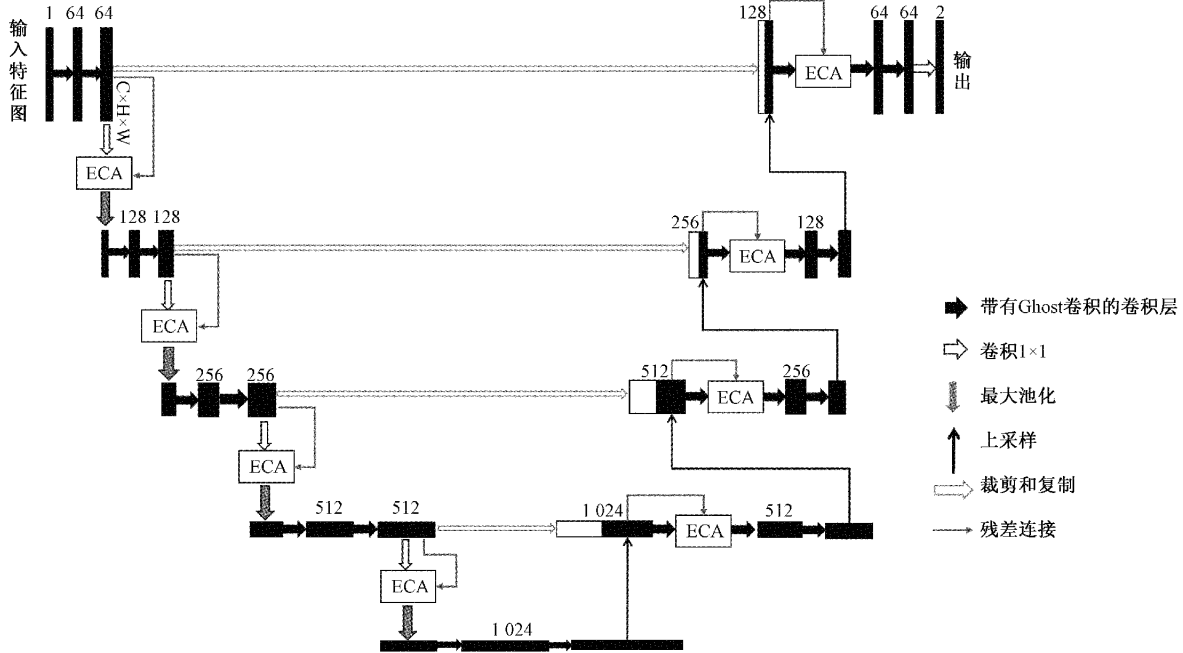 输入特征图
1 64 64
C×H×W
ECA
128
ECA
64 64 2
输出
128 128
ECA
256
ECA
128
256 256
ECA
512
ECA
256
512 512
ECA
1 024
ECA
512
1 024
带有Ghost卷积的卷积层
卷积1×1
最大池化
上采样
裁剪和复制
残差连接